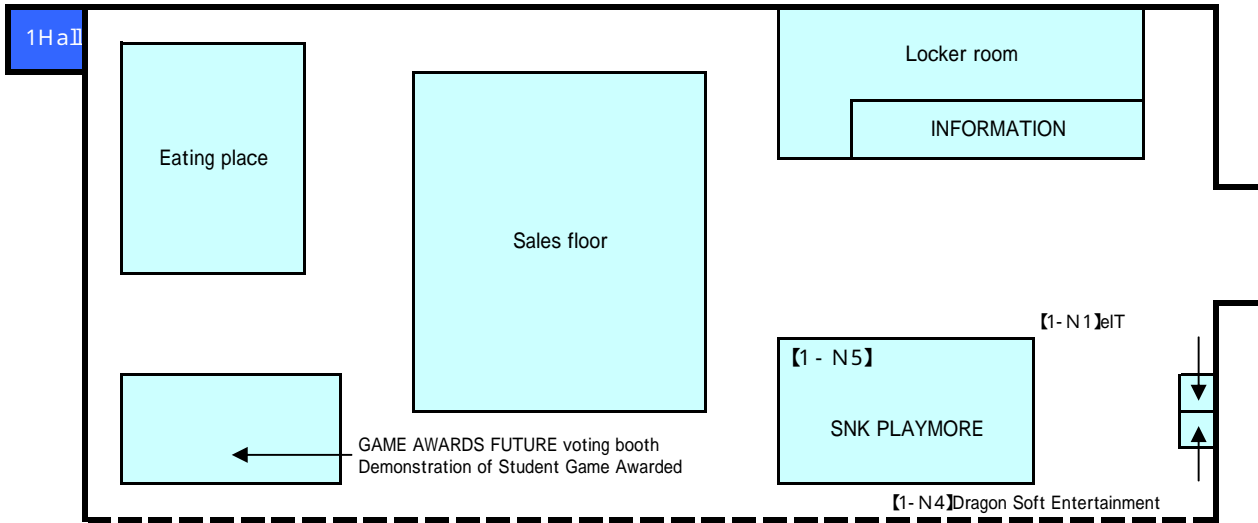 1Hall
Locker room
INFORMATION
Eating place
Sales floor
【1-N1】eIT
【1 - N5】
SNK PLAYMORE
GAME AWARDS FUTURE voting booth
Demonstration of Student Game Awarded
【1-N4】Dragon Soft Entertainment